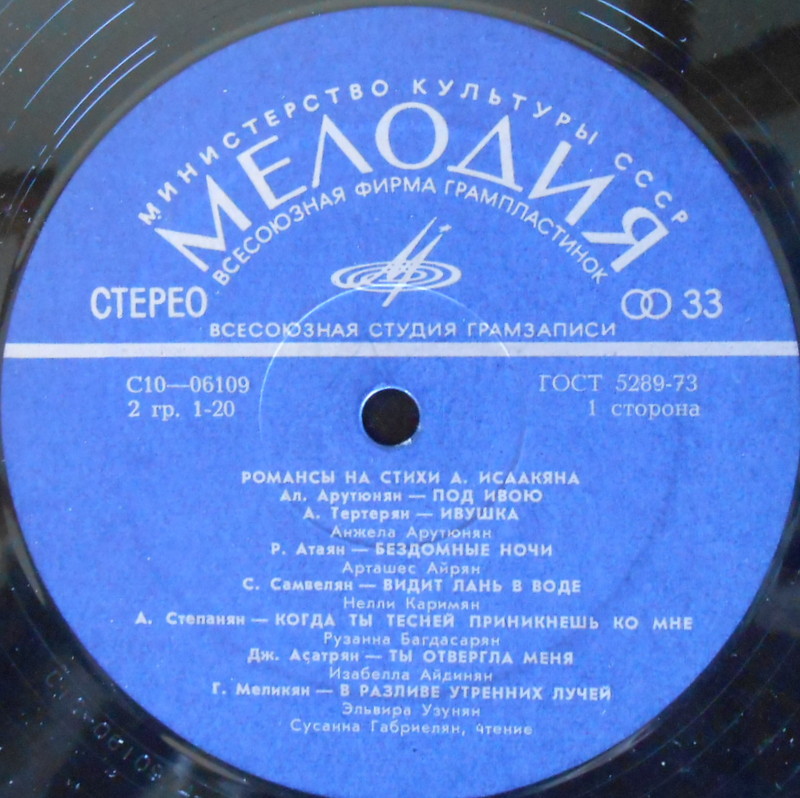 МИНИСТЕРСТВО КУЛЬТУРЫ СССР
МЕЛОДИЯ
ВСЕСОЮЗНАЯ ФИРМА ГРАМПЛАСТИНОК
СТЕРЕО
33
ВСЕСОЮЗНАЯ СТУДИЯ ГРАМЗАПИСИ
С10—06109
ГОСТ 5289-73
2 гр. 1-20
1 сторона
РОМАНСЫ НА СТИХИ А. ИСААКЯНА
Ал. Арутюнян — ПОД ИВОЮ
А. Тертерян — ИВУШКА
Анжела Арутюнян
Р. Атаян — БЕЗДОМНЫЕ НОЧИ
Арташес Айрян
С. Самвелян — ВИДИТ ЛАНЬ В ВОДЕ
Нелли Каримян
А. Степанян — КОГДА ТЫ ТЕСНЕЙ ПРИНИКНЕШЬ КО МНЕ
Рузанна Багдасарян
Дж. Асатрян — ТЫ ОТВЕРГЛА МЕНЯ
Изабелла Айдинян
Г. Меликян — В РАЗЛИВЕ УТРЕННИХ ЛУЧЕЙ
Эльвира Узунян
Сусанна Габриелян, чтение